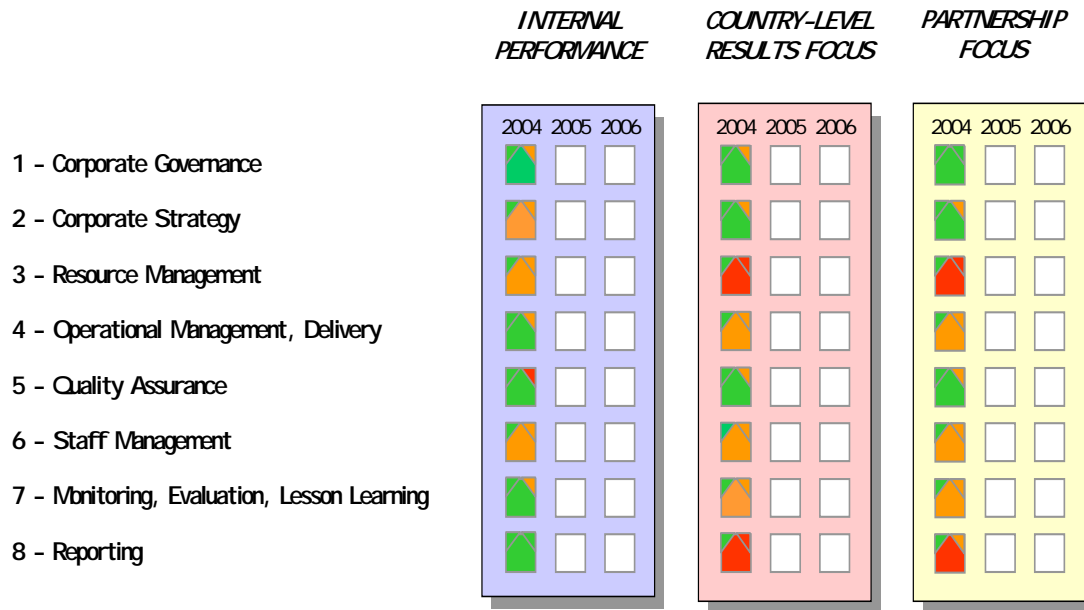 INTERNAL
PERFORMANCE
COUNTRY-LEVEL
RESULTS FOCUS
PARTNERSHIP
FOCUS
2004 2005 2006
2004 2005 2006
2004 2005 2006
1 - Corporate Governance
2 - Corporate Strategy
3 - Resource Management
4 - Operational Management, Delivery
5 - Quality Assurance
6 - Staff Management
7 - Monitoring, Evaluation, Lesson Learning
8 - Reporting